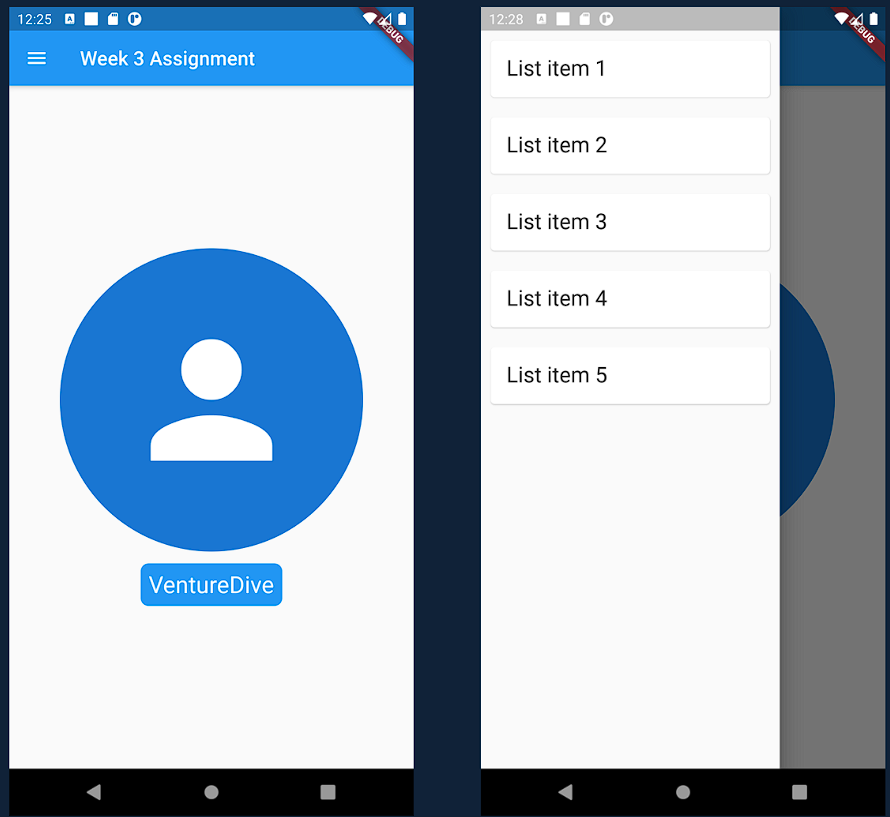 12:25
DEBUG
Week 3 Assignment
VentureDive
12:28
DEBUG
List item 1
List item 2
List item 3
List item 4
List item 5